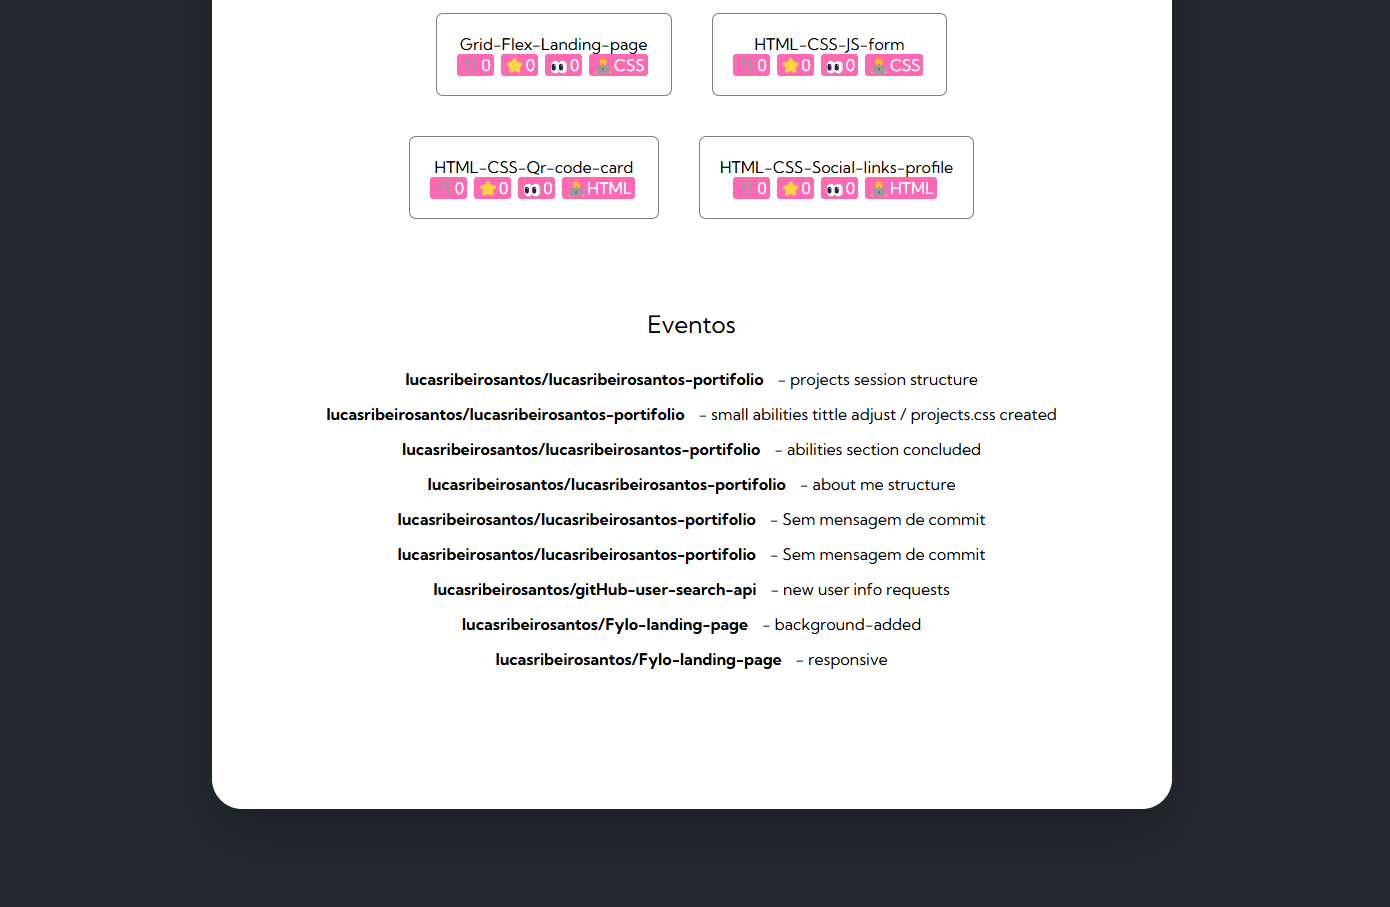 Grid-Flex-Landing-page
🍴0 ⭐0 👀0 👩‍💻CSS
HTML-CSS-JS-form
🍴0 ⭐0 👀0 👩‍💻CSS
HTML-CSS-Qr-code-card
🍴0 ⭐0 👀0 👩‍💻HTML
HTML-CSS-Social-links-profile
🍴0 ⭐0 👀0 👩‍💻HTML
Eventos
lucasribeirosantos/lucasribeirosantos-portifolio - projects session structure
lucasribeirosantos/lucasribeirosantos-portifolio - small abilities tittle adjust / projects.css created
lucasribeirosantos/lucasribeirosantos-portifolio - abilities section concluded
lucasribeirosantos/lucasribeirosantos-portifolio - about me structure
lucasribeirosantos/lucasribeirosantos-portifolio - Sem mensagem de commit
lucasribeirosantos/lucasribeirosantos-portifolio - Sem mensagem de commit
lucasribeirosantos/gitHub-user-search-api - new user info requests
lucasribeirosantos/Fylo-landing-page - background-added
lucasribeirosantos/Fylo-landing-page - responsive